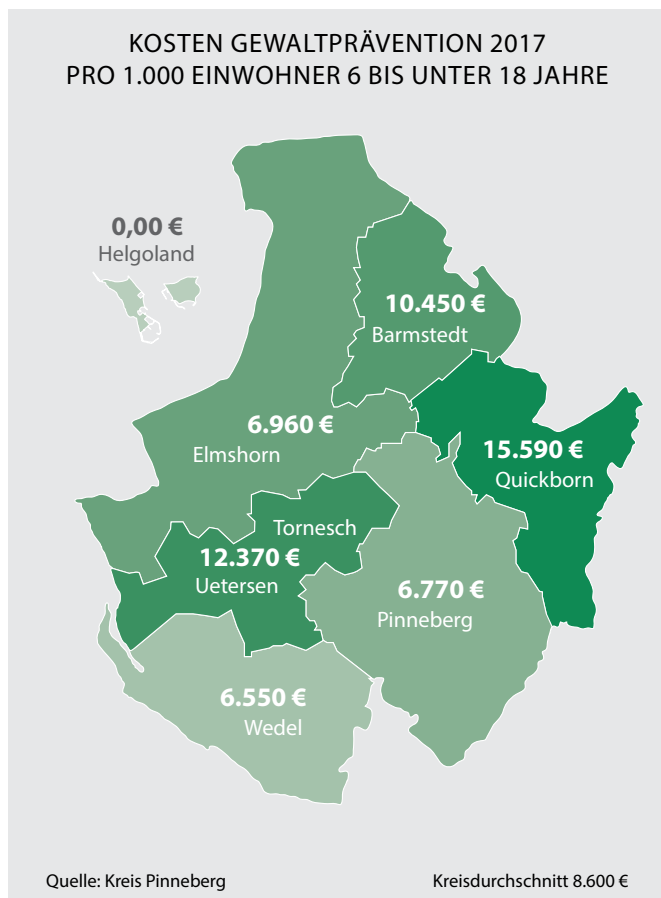 KOSTEN GEWALTPRÄVENTION 2017
PRO 1.000 EINWOHNER 6 BIS UNTER 18 JAHRE
0,00 €
Helgoland
10.450 €
Barmstedt
6.960 €
Elmshorn
15.590 €
Quickborn
Tornesch
12.370 €
Uetersen
6.770 €
Pinneberg
6.550 €
Wedel
Quelle: Kreis Pinneberg
Kreisdurchschnitt 8.600 €